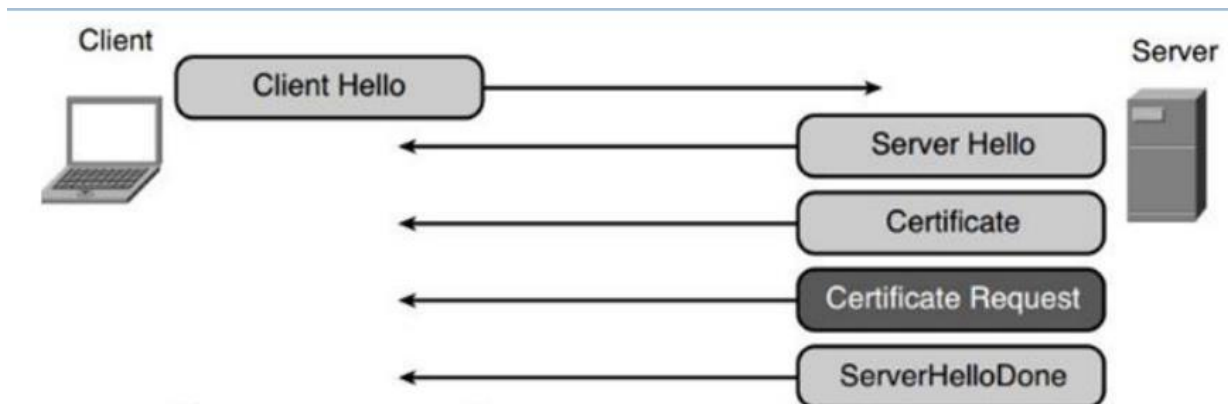 Client
Server
Client Hello
Server Hello
Certificate
Certificate Request
ServerHelloDone